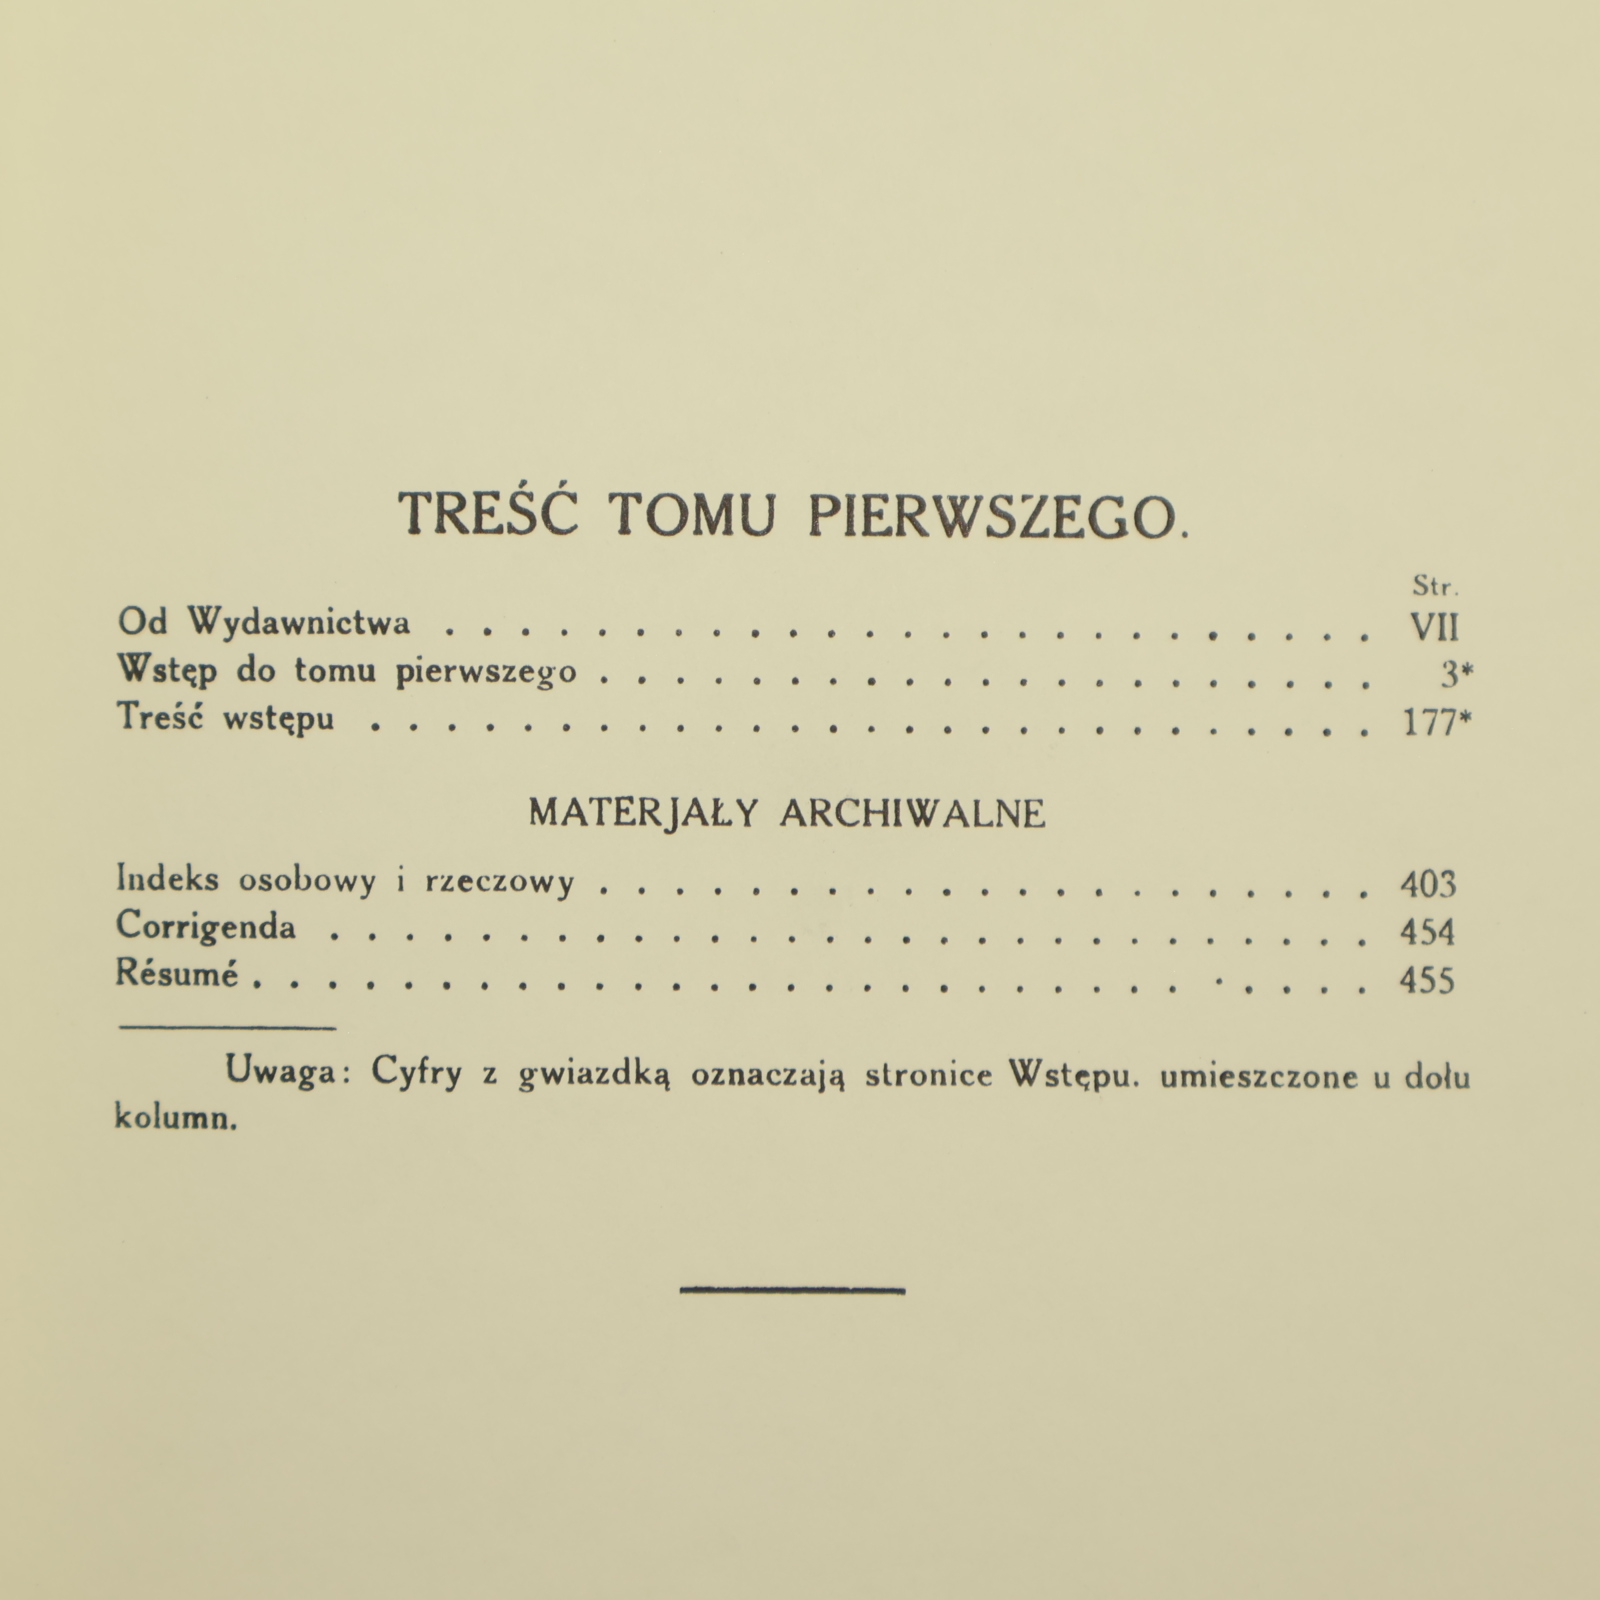 TREŚĆ TOMU PIERWSZEGO.
Str.
Od Wydawnictwa . . . . . . . . . . . . . . . . . . . . . . . . . VII
Wstęp do tomu pierwszego . . . . . . . . . . . . . . . . . . . . . 3*
Treść wstępu . . . . . . . . . . . . . . . . . . . . . . . . . . . 177*
MATERJAŁY ARCHIWALNE
Indeks osobowy i rzeczowy . . . . . . . . . . . . . . . . . . . . . 403
Corrigenda . . . . . . . . . . . . . . . . . . . . . . . . . . . . 454
Résumé . . . . . . . . . . . . . . . . . . . . . . . . . . . . . . 455
Uwaga: Cyfry z gwiazdką oznaczają stronice Wstępu. umieszczone u dołu
kolumn.